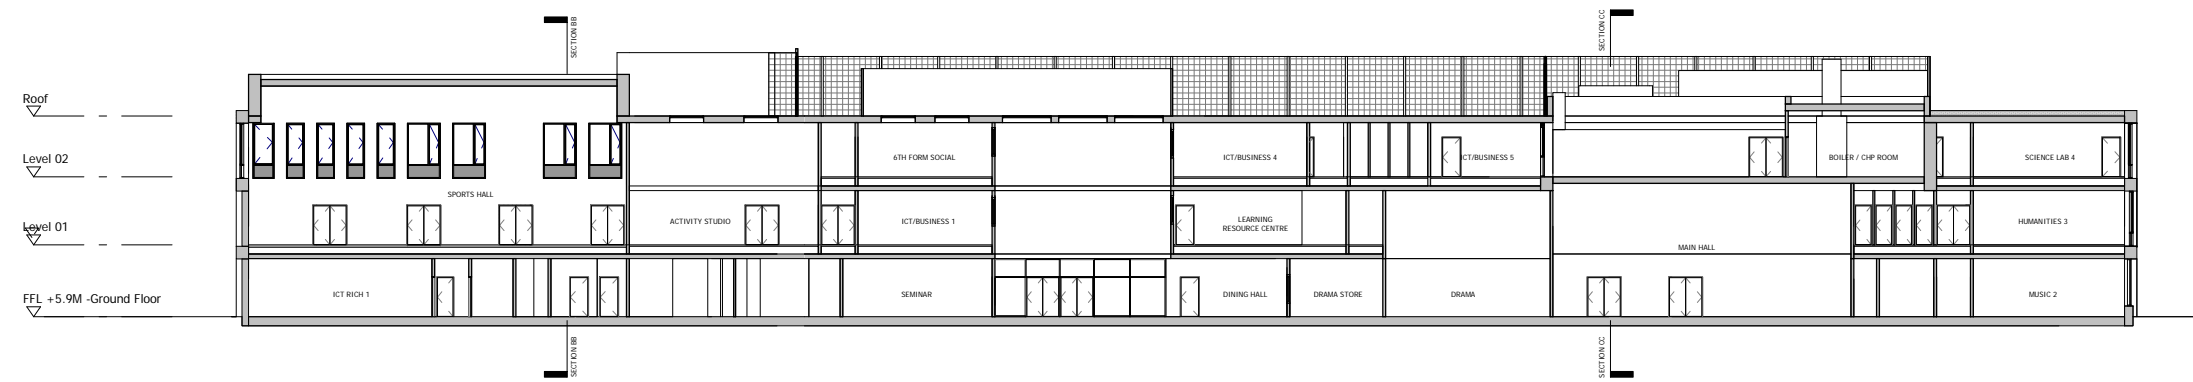 SECTION BB
SECTION CC
Roof
Level 02
6TH FORM SOCIAL
ICT/BUSINESS 4
ICT/BUSINESS 5
BOILER / CHP ROOM
SCIENCE LAB 4
SPORTS HALL
Level 01
ACTIVITY STUDIO
ICT/BUSINESS 1
LEARNING
RESOURCE CENTRE
HUMANITIES 3
MAIN HALL
FFL +5.9M -Ground Floor
ICT RICH 1
SEMINAR
DINING HALL
DRAMA STORE
DRAMA
MUSIC 2
SECTION BB
SECTION CC